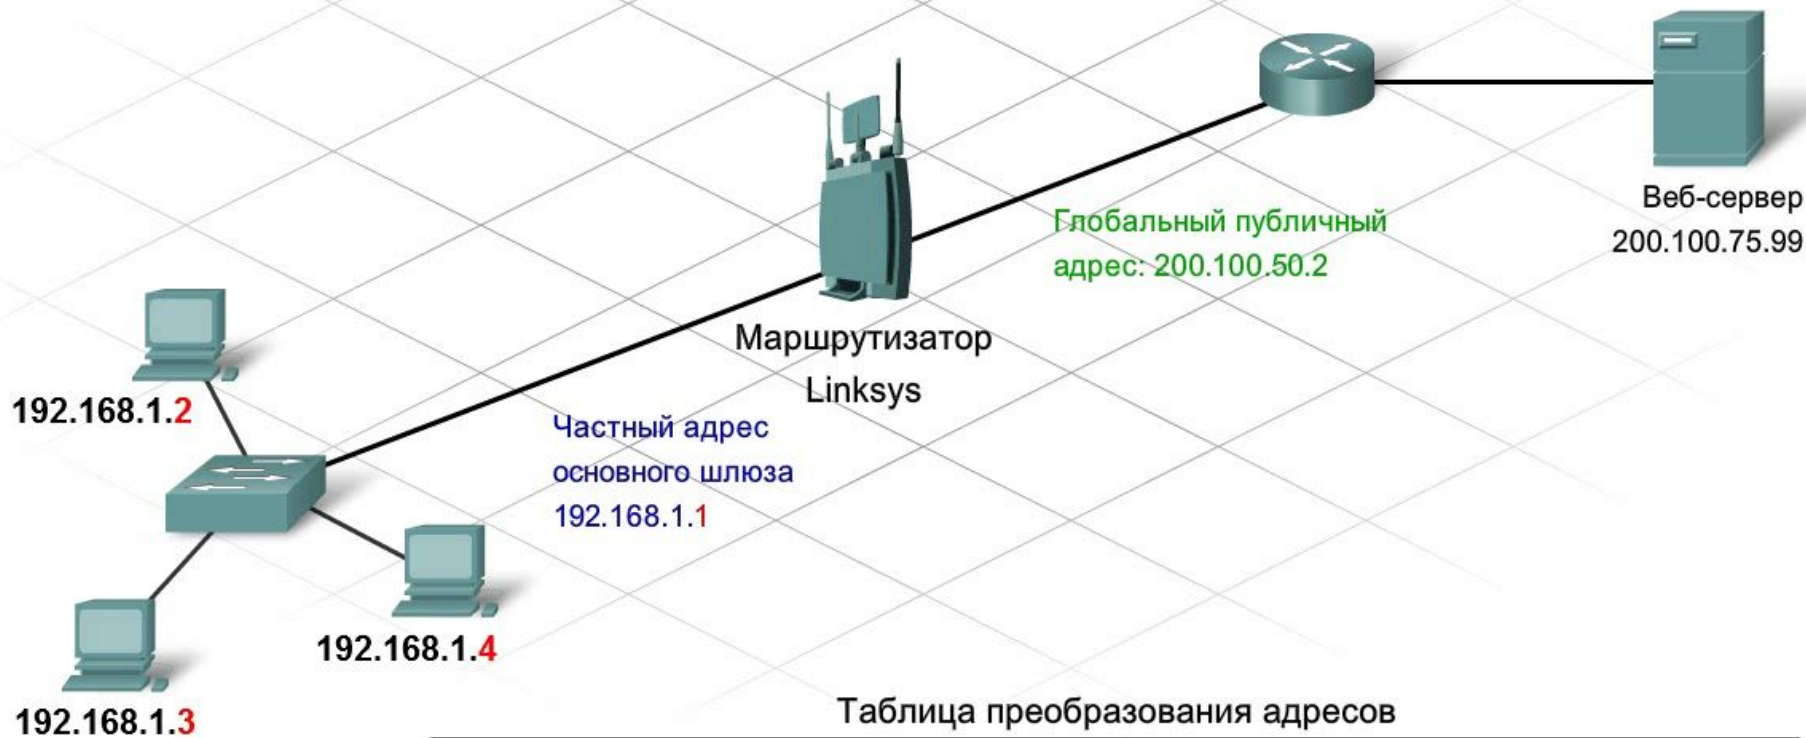 Веб-сервер
200.100.75.99
Глобальный публичный
адрес: 200.100.50.2
Маршрутизатор
Linksys
192.168.1.2
Частный адрес
основного шлюза
192.168.1.1
192.168.1.4
192.168.1.3
Таблица преобразования адресов